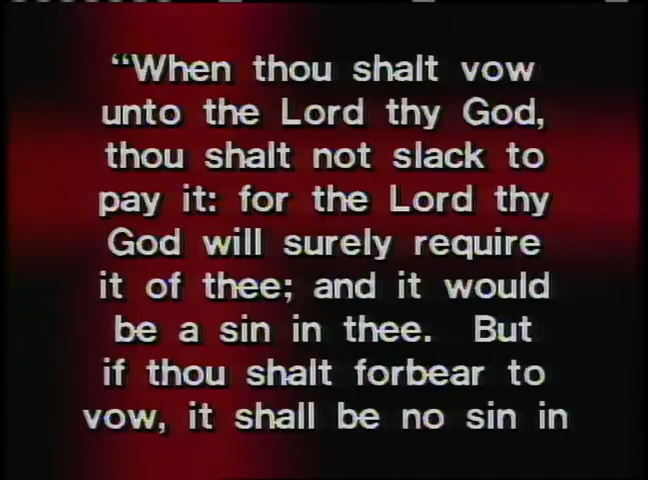 “When thou shalt vow
unto the Lord thy God,
thou shalt not slack to
pay it: for the Lord thy
God will surely require
it of thee; and it would
be a sin in thee.  But
if thou shalt forbear to
vow, it shall be no sin in